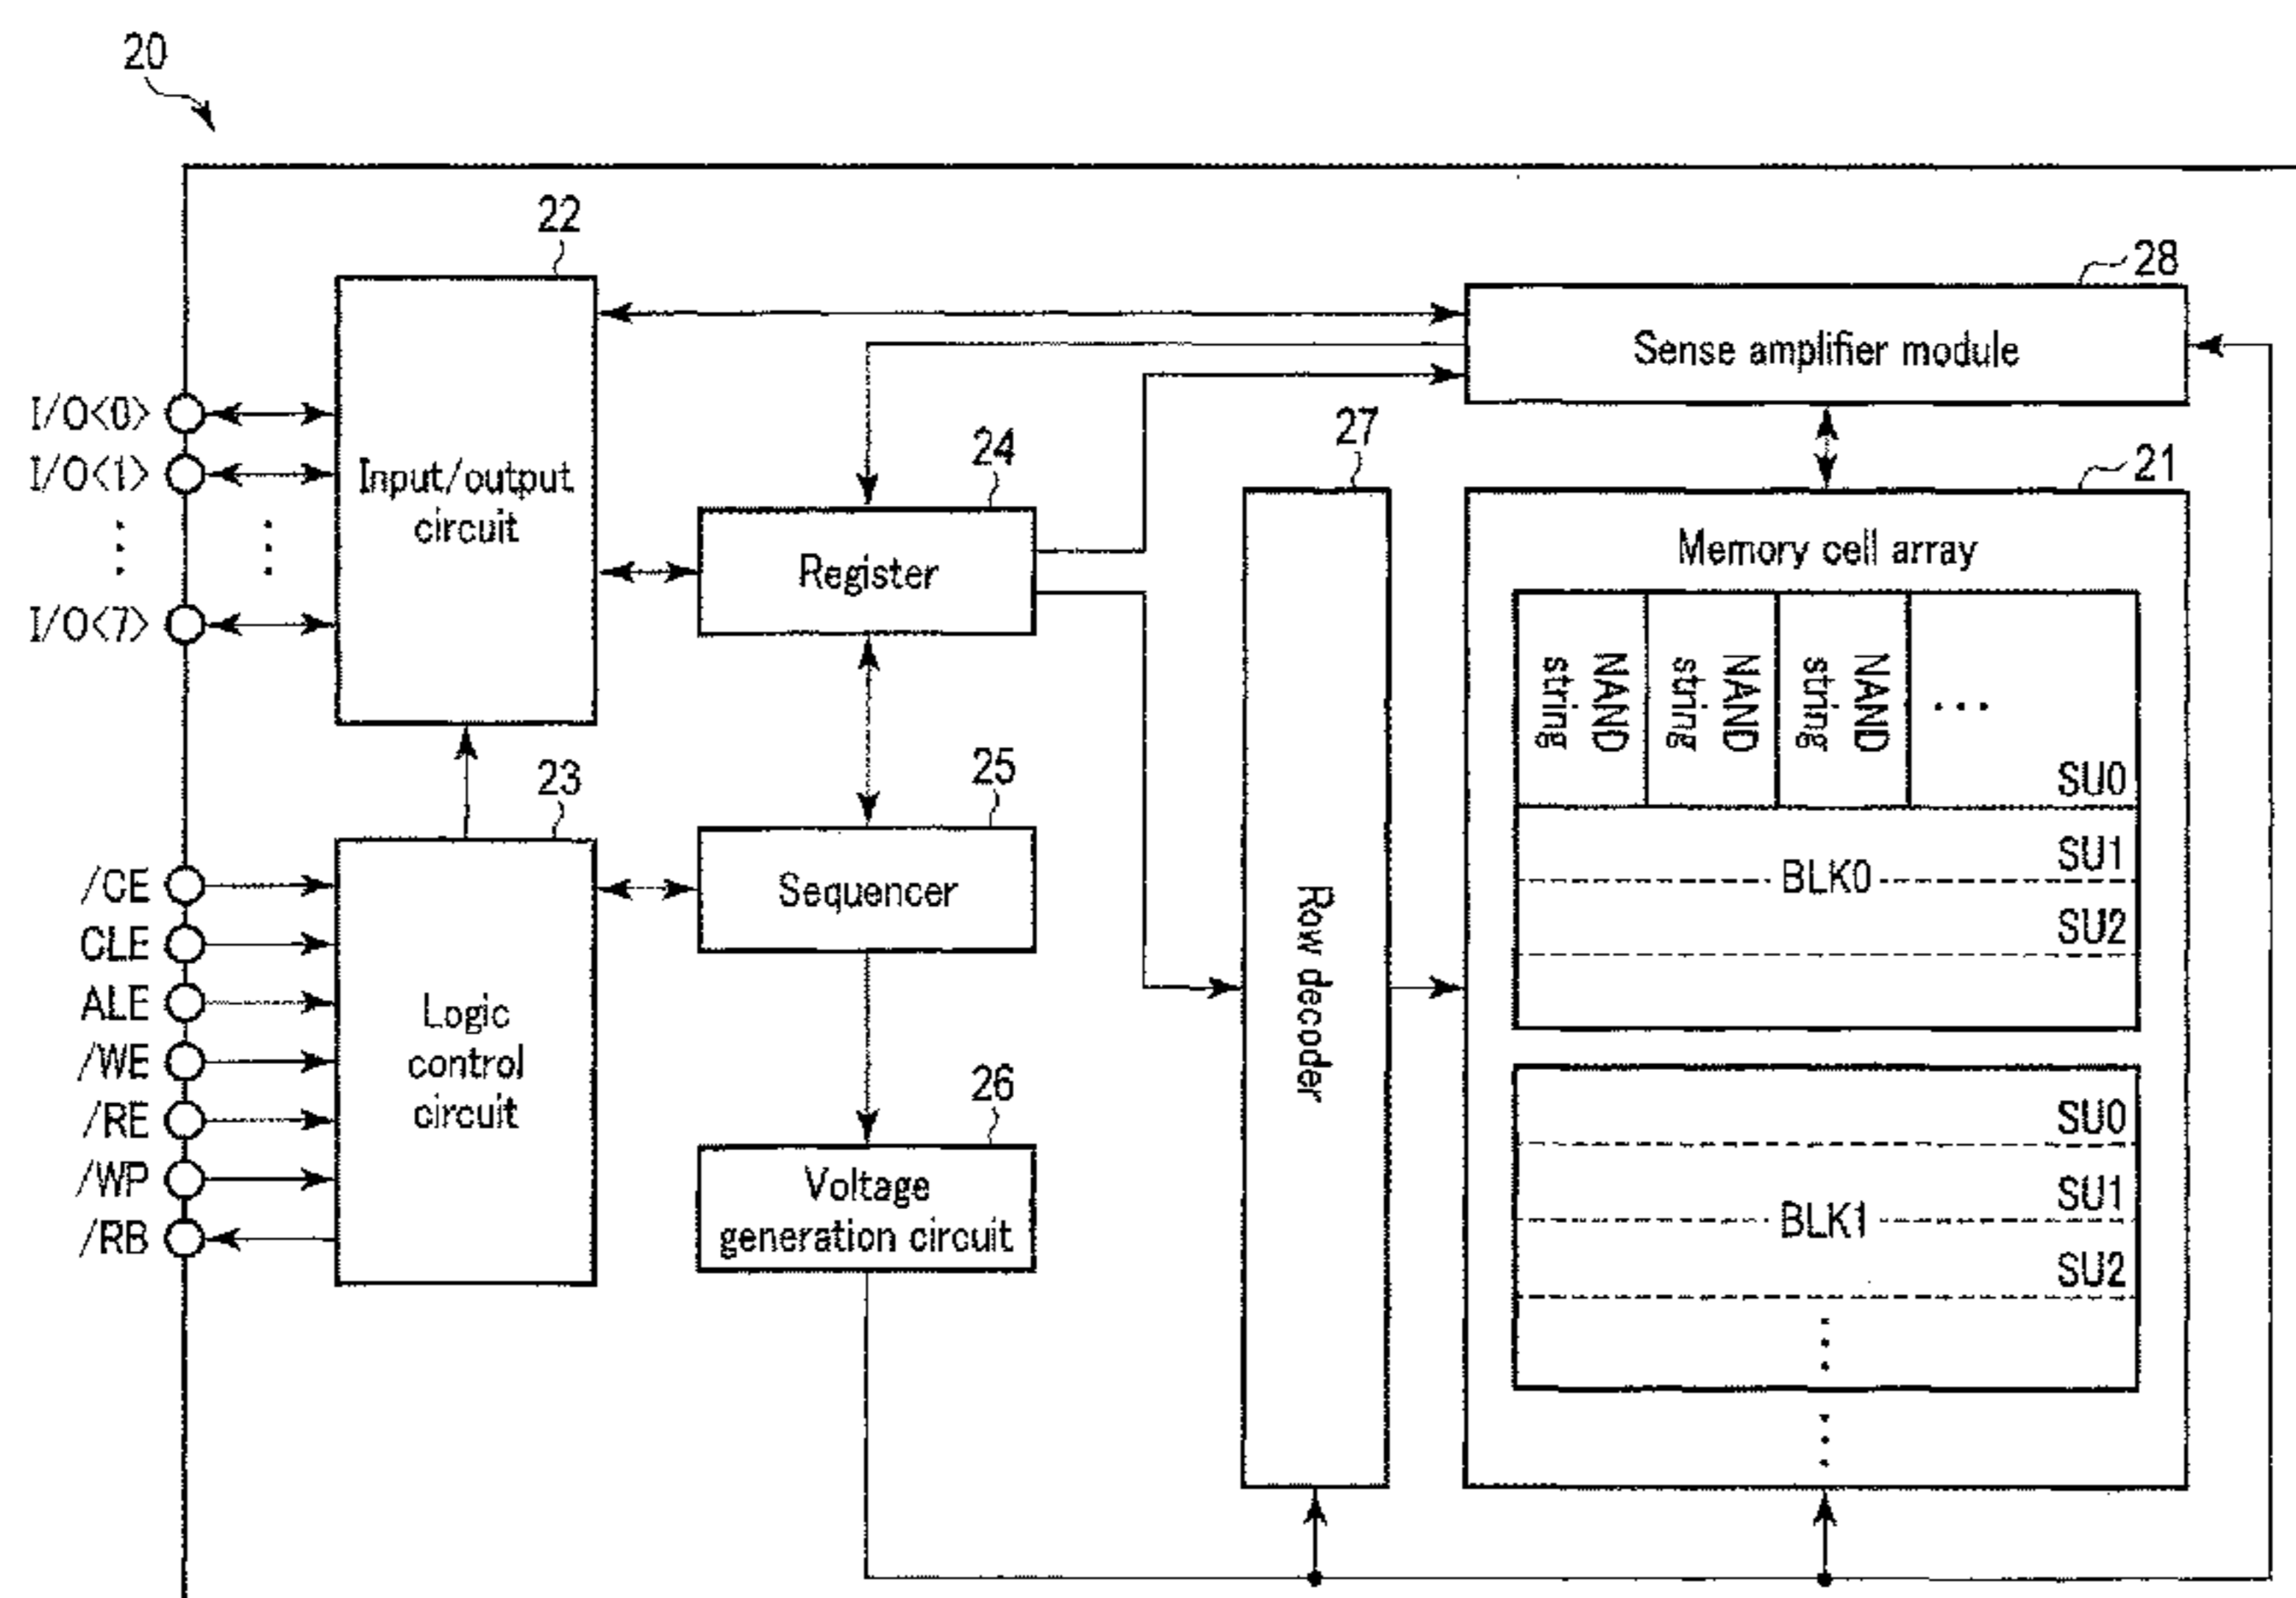 20
22
28
Sense amplifier module
I/O<0>
I/O<1>
I/O<7>
Input/output
circuit
24
Register
27
Row decoder
21
Memory cell array
NAND
string
NAND
string
NAND
string
...
SU0
SU1
BLK0
SU2
SU0
SU1
BLK1
SU2
23
25
Sequencer
/CE
CLE
ALE
/WE
/RE
/WP
/RB
Logic
control
circuit
26
Voltage
generation circuit